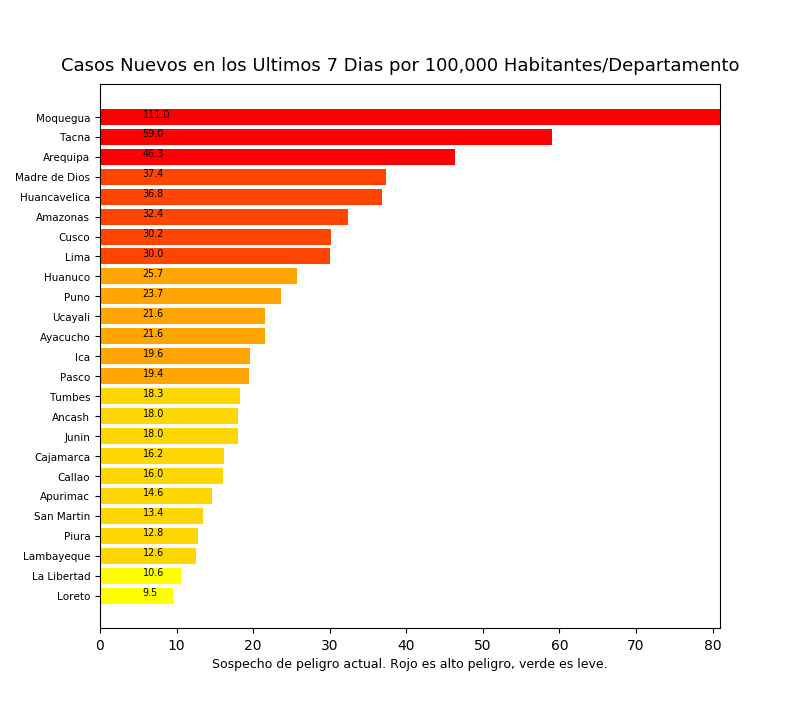 Casos Nuevos en los Ultimos 7 Dias por 100,000 Habitantes/Departamento
Moquegua 111.0
Tacna 59.0
Arequipa 46.3
Madre de Dios 37.4
Huancavelica 36.8
Amazonas 32.4
Cusco 30.2
Lima 30.0
Huanuco 25.7
Puno 23.7
Ucayali 21.6
Ayacucho 21.6
Ica 19.6
Pasco 19.4
Tumbes 18.3
Ancash 18.0
Junin 18.0
Cajamarca 16.2
Callao 16.0
Apurimac 14.6
San Martin 13.4
Piura 12.8
Lambayeque 12.6
La Libertad 10.6
Loreto 9.5
0 10 20 30 40 50 60 70 80
Sospecho de peligro actual. Rojo es alto peligro, verde es leve.